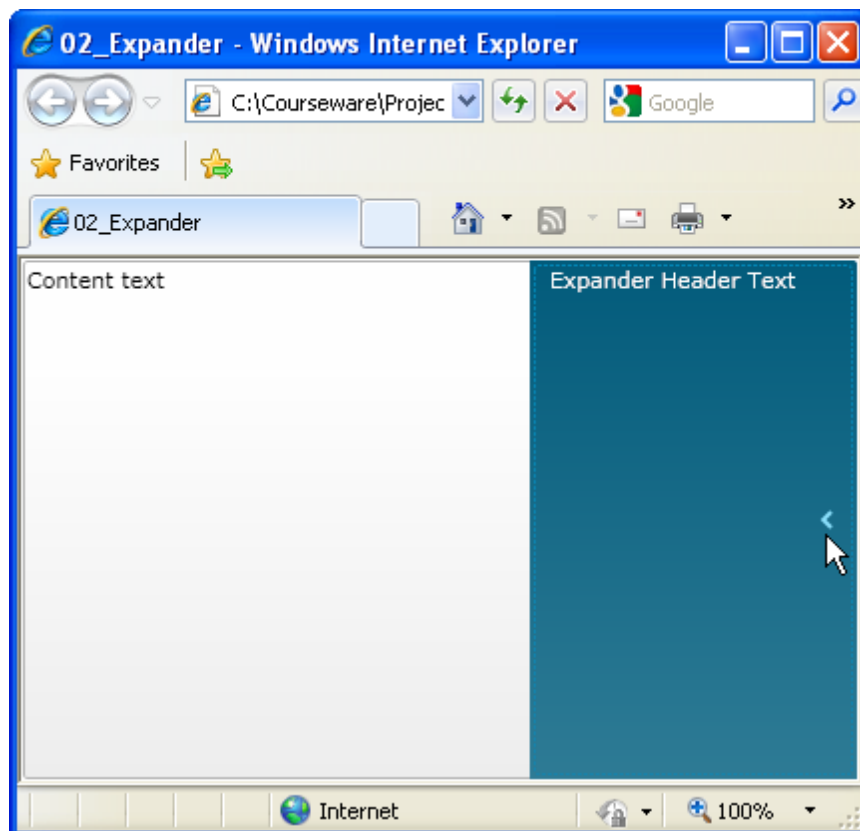 02_Expander - Windows Internet Explorer
C:\Courseware\Projec
Google
Favorites
02_Expander
Content text
Expander Header Text
Internet
100%